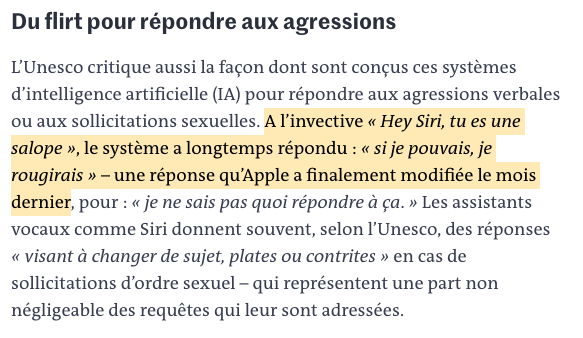 Du flirt pour répondre aux agressions
L’Unesco critique aussi la façon dont sont conçus ces systèmes
d’intelligence artificielle (IA) pour répondre aux agressions verbales
ou aux sollicitations sexuelles. A l’invective « Hey Siri, tu es une
salope », le système a longtemps répondu : « si je pouvais, je
rougirais » – une réponse qu’Apple a finalement modifiée le mois
dernier, pour : « je ne sais pas quoi répondre à ça. » Les assistants
vocaux comme Siri donnent souvent, selon l’Unesco, des réponses
« visant à changer de sujet, plates ou contrites » en cas de
sollicitations d’ordre sexuel – qui représentent une part non
négligeable des requêtes qui leur sont adressées.